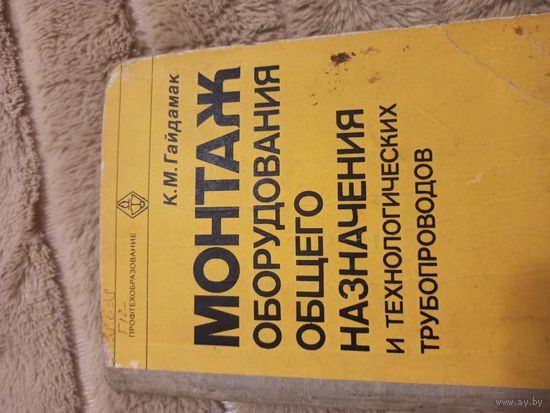 ПРОФТЕХОБРАЗОВАНИЕ
К.М.Гайдамак
МОНТАЖ
ОБОРУДОВАНИЯ
ОБЩЕГО
НАЗНАЧЕНИЯ
И ТЕХНОЛОГИЧЕСКИХ
ТРУБОПРОВОДОВ
www.ay.by